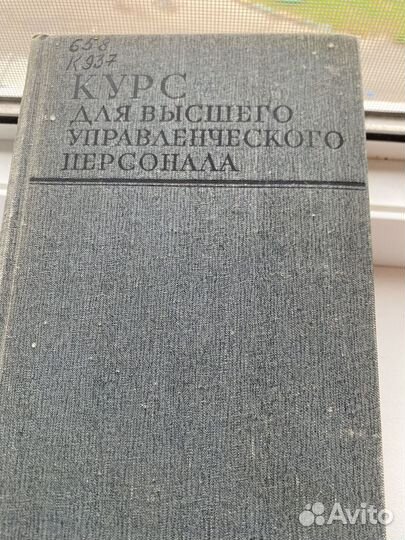 658
К937
КУРС
ДЛЯ ВЫСШЕГО
УПРАВЛЕНЧЕСКОГО
ПЕРСОНАЛА
Avito